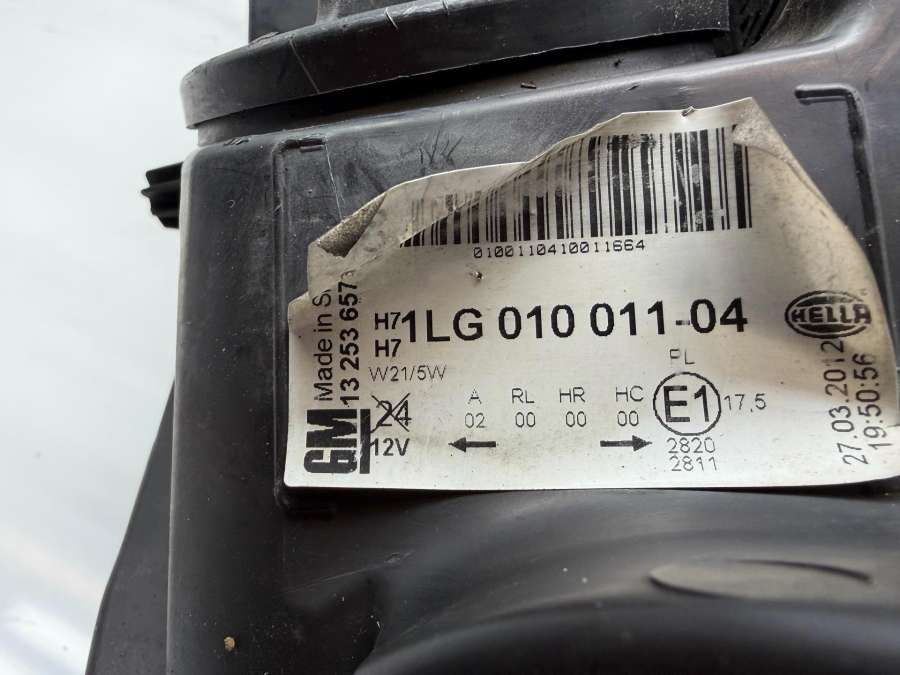 0100110410011664
H7 1LG 010 011-04
H7
HELLA
W21/5W
PL
24
12V
A RL HR HC
02 00 00 00
E1 17,5
2820
2811
GM
Made in
13 253 657
27.03.2012
19:50:56